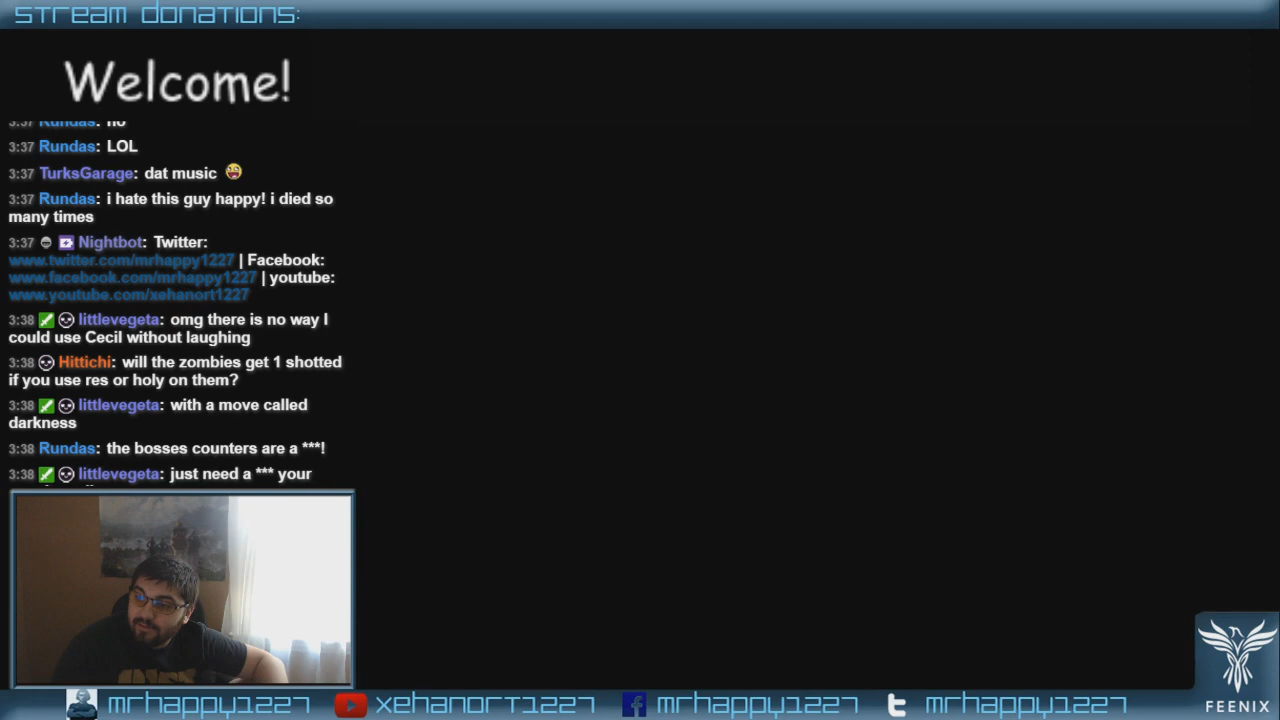 STREAM DONATIONS:
Welcome!
3:37 Rundas: no
3:37 Rundas: LOL
3:37 TurksGarage: dat music
3:37 Rundas: i hate this guy happy! i died so
many times
3:37 Nightbot: Twitter:
www.twitter.com/mrhappy1227 | Facebook:
www.facebook.com/mrhappy1227 | youtube:
www.youtube.com/xehanort1227
3:38 littlevegeta: omg there is no way I
could use Cecil without laughing
3:38 Hittichi: will the zombies get 1 shotted
if you use res or holy on them?
3:38 littlevegeta: with a move called
darkness
3:38 Rundas: the bosses counters are a ***!
3:38 littlevegeta: just need a *** your
mrhappy1227 xehanort1227 mrhappy1227 mrhappy1227
FEENIX